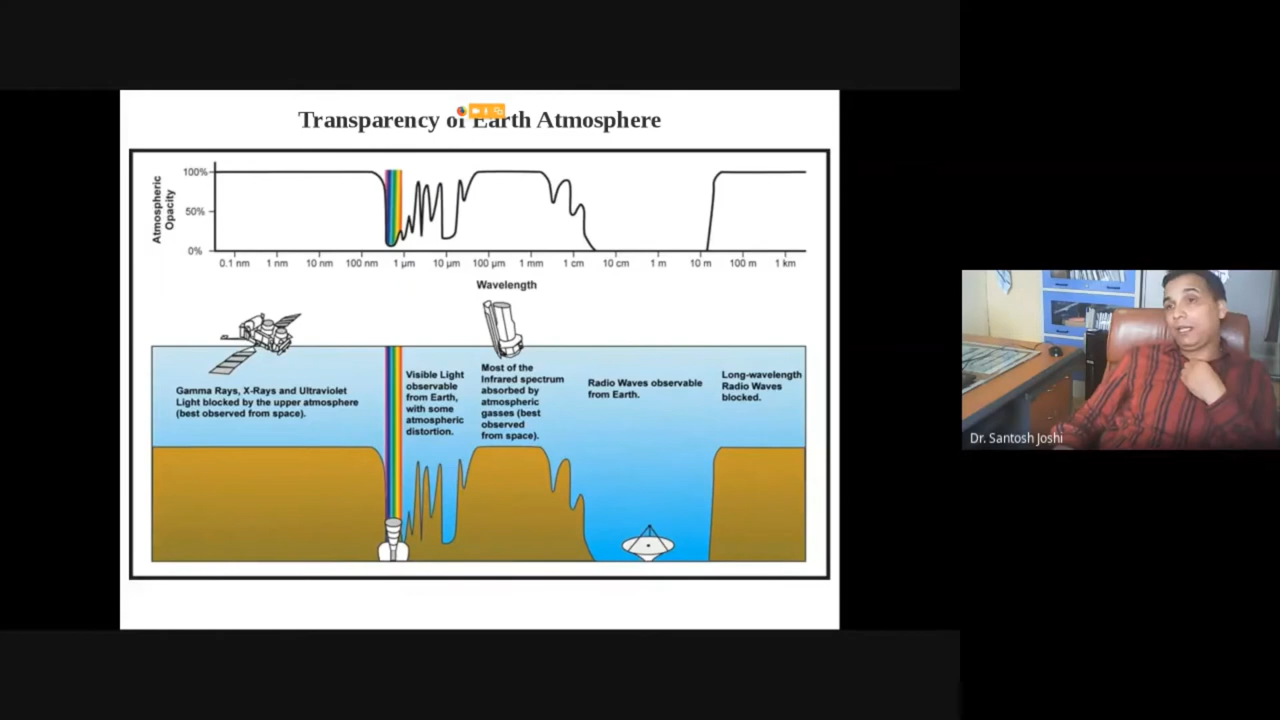 Transparency of Earth Atmosphere
Atmospheric
Opacity
100%
50%
0%
0.1 nm 1 nm 10 nm 100 nm 1 µm 10 µm 100 µm 1 mm 1 cm 10 cm 1 m 10 m 100 m 1 km
Wavelength
Gamma Rays, X-Rays and Ultraviolet
Light blocked by the upper atmosphere
(best observed from space).
Visible Light
observable
from Earth,
with some
atmospheric
distortion.
Most of the
Infrared spectrum
absorbed by
atmospheric
gasses (best
observed
from space).
Radio Waves observable
from Earth.
Long-wavelength
Radio Waves
blocked.
Dr. Santosh Joshi